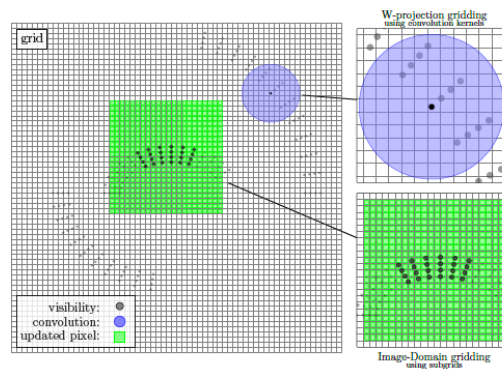 grid
visibility:
convolution:
updated pixel:
W-projection gridding
using convolution kernels
Image-Domain gridding
using subgrids